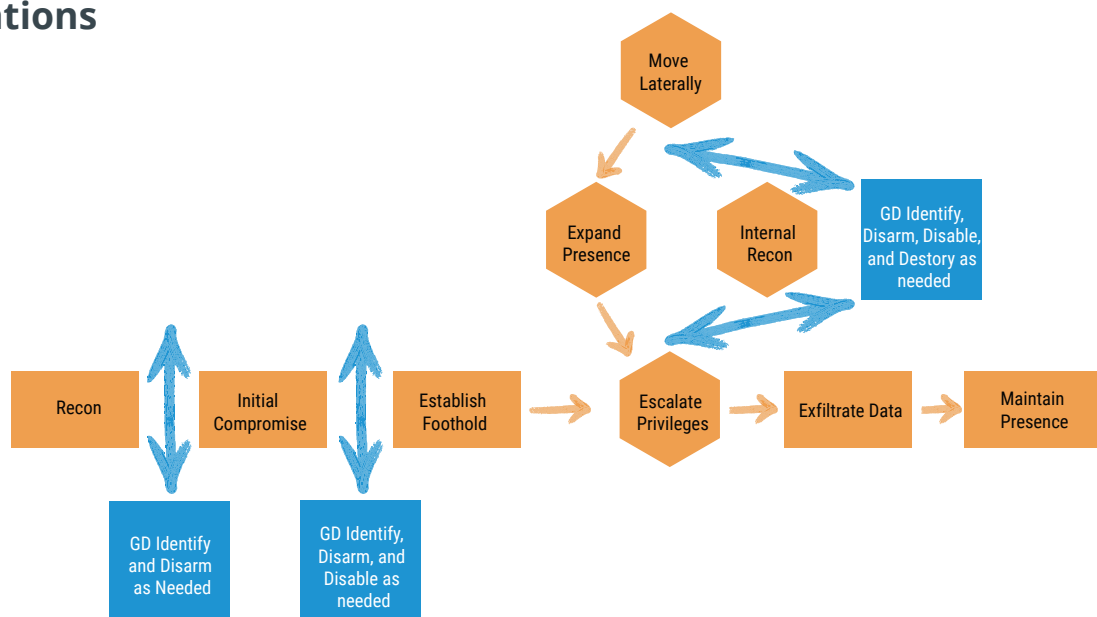 Move
Laterally
Expand
Presence
Internal
Recon
GD Identify,
Disarm, Disable,
and Destory as
needed
Recon
Initial
Compromise
Establish
Foothold
Escalate
Privileges
Exfiltrate Data
Maintain
Presence
GD Identify
and Disarm
as Needed
GD Identify,
Disarm, and
Disable as
needed